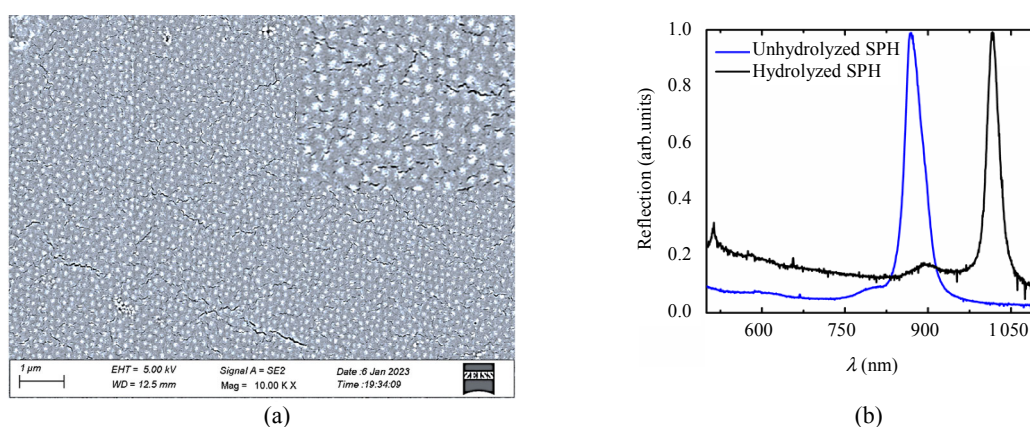 1 µm
EHT = 5.00 kV
WD = 12.5 mm
Signal A = SE2
Mag = 10.00 K X
Date :6 Jan 2023
Time :19:34:09
ZEISS
(a)
1.0
0.8
0.6
0.4
0.2
0.0
Reflection (arb.units)
Unhydrolyzed SPH
Hydrolyzed SPH
600
750
900
1050
λ (nm)
(b)